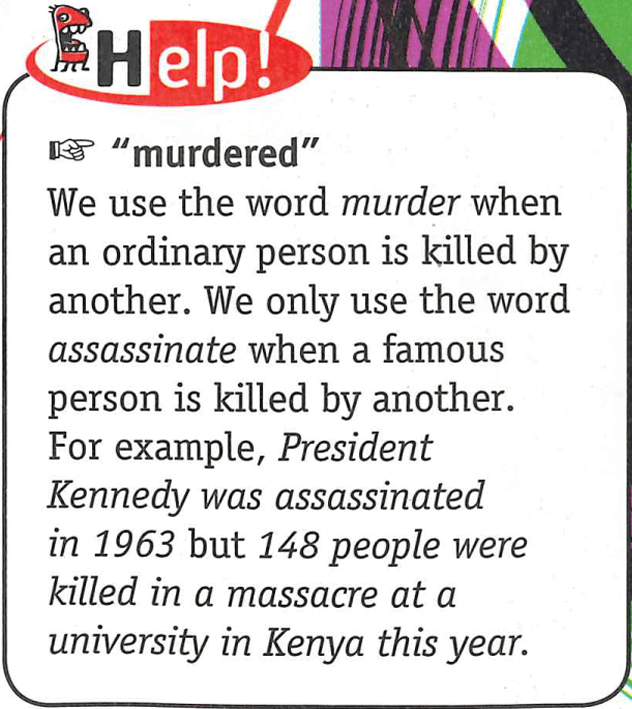 Help!
☞ “murdered”
We use the word murder when
an ordinary person is killed by
another. We only use the word
assassinate when a famous
person is killed by another.
For example, President
Kennedy was assassinated
in 1963 but 148 people were
killed in a massacre at a
university in Kenya this year.